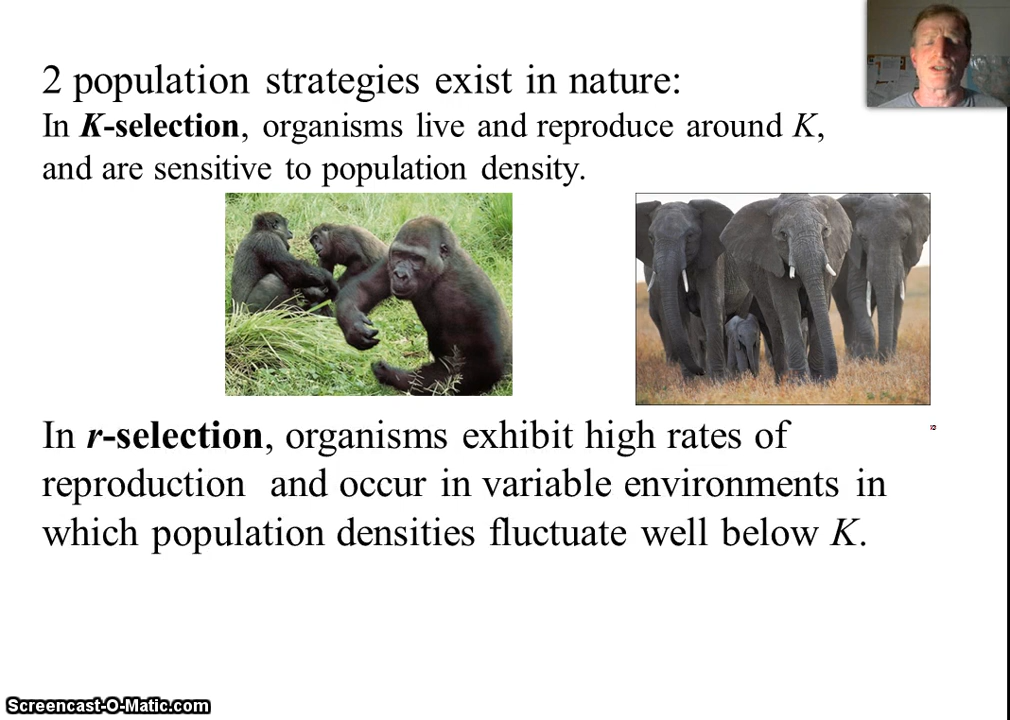 2 population strategies exist in nature:
In K-selection, organisms live and reproduce around K,
and are sensitive to population density.
In r-selection, organisms exhibit high rates of
reproduction and occur in variable environments in
which population densities fluctuate well below K.
Screencast-O-Matic.com